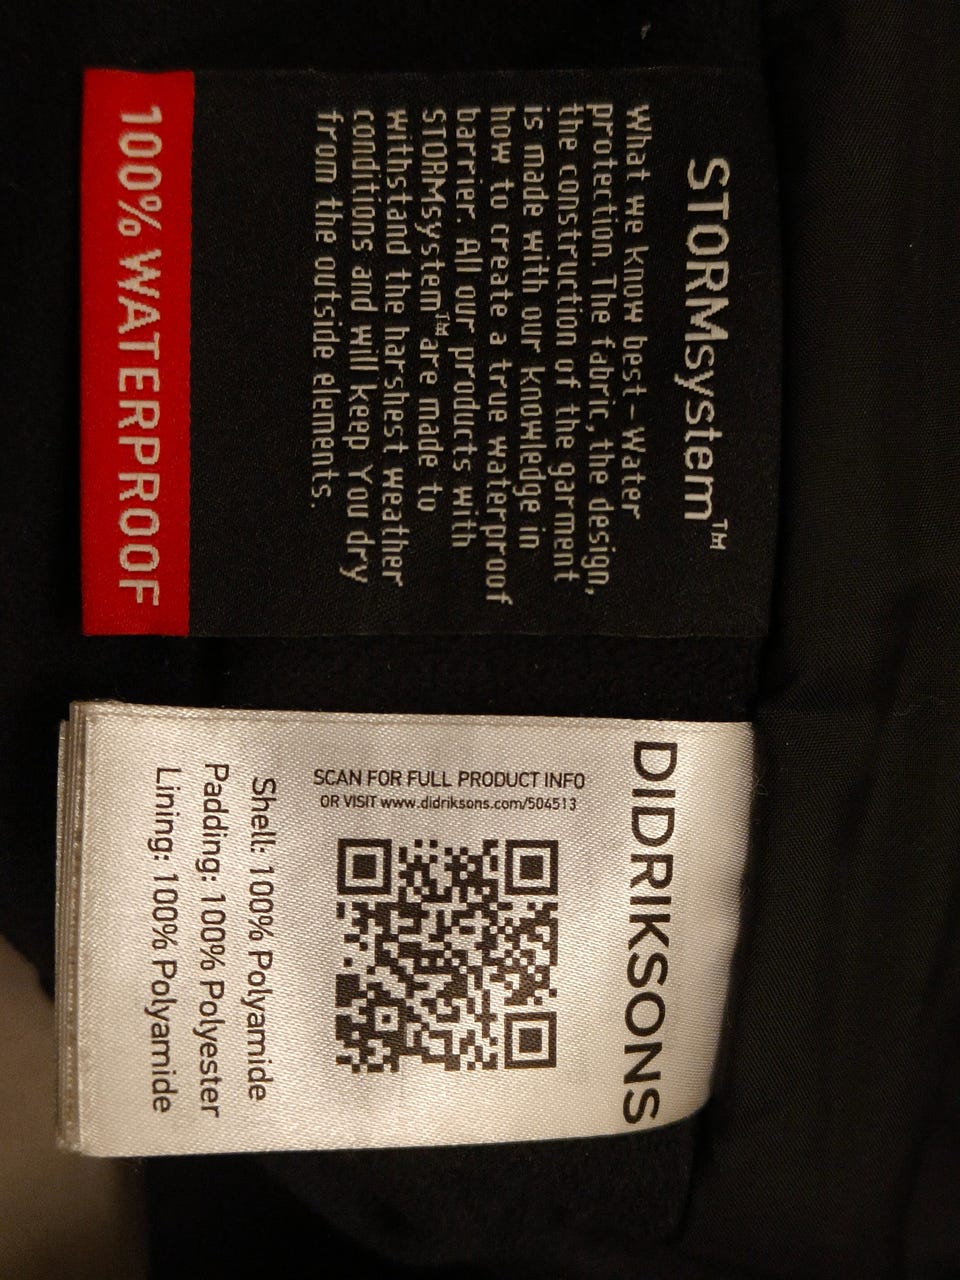 STORMsystem™
What we know best-water
protection. The fabric, the design,
the construction of the garment
is made with our knowledge in
how to create a true waterproof
barrier. All our products with
STORMsystem™ are made to
withstand the harshest weather
conditions and will keep you dry
from the outside elements.
100% WATERPROOF
DIDRIKSONS
SCAN FOR FULL PRODUCT INFO
OR VISIT www.didriksons.com/504513
Shell: 100% Polyamide
Padding: 100% Polyester
Lining: 100% Polyamide